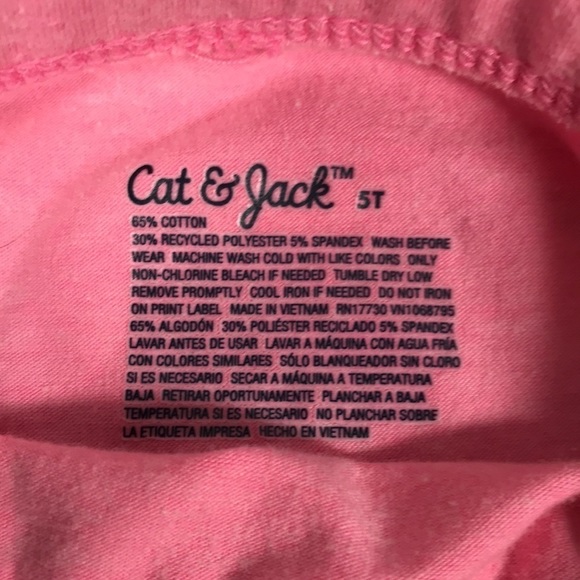 Cat & Jack™ 5T
65% COTTON
30% RECYCLED POLYESTER 5% SPANDEX WASH BEFORE
WEAR MACHINE WASH COLD WITH LIKE COLORS ONLY
NON-CHLORINE BLEACH IF NEEDED TUMBLE DRY LOW
REMOVE PROMPTLY COOL IRON IF NEEDED DO NOT IRON
ON PRINT LABEL MADE IN VIETNAM RN17730 VN1068795
65% ALGODÓN 30% POLIÉSTER RECICLADO 5% SPANDEX
LAVAR ANTES DE USAR LAVAR A MÁQUINA CON AGUA FRÍA
CON COLORES SIMILARES SÓLO BLANQUEADOR SIN CLORO
SI ES NECESARIO SECAR A MÁQUINA A TEMPERATURA
BAJA RETIRAR OPORTUNAMENTE PLANCHAR A BAJA
TEMPERATURA SI ES NECESARIO NO PLANCHAR SOBRE
LA ETIQUETA IMPRESA HECHO EN VIETNAM